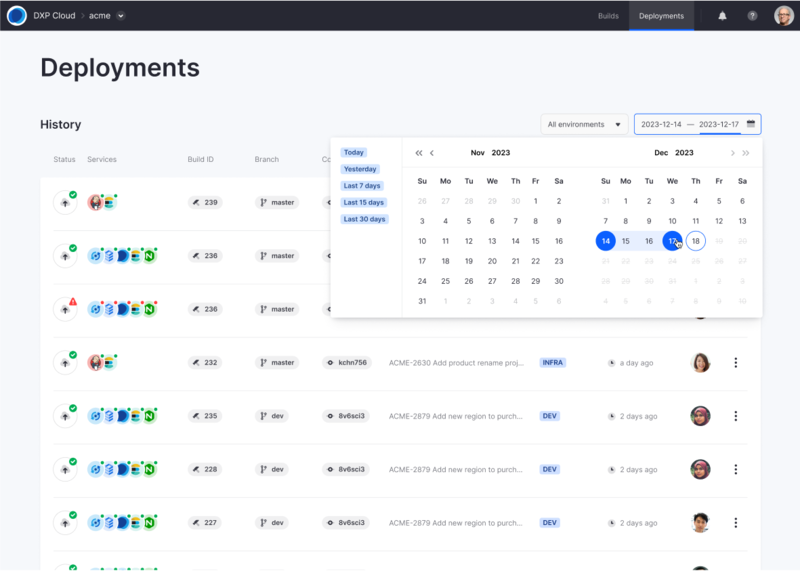 DXP Cloud acme Builds Deployments
Deployments
History All environments 2023-12-14 — 2023-12-17
Status Services Build ID Branch
Today
Yesterday
Last 7 days
Last 15 days
Last 30 days
« ‹ Nov 2023 Dec 2023 › »
Su Mo Tu We Th Fr Sa Su Mo Tu We Th Fr Sa
26 27 28 29 30 1 2 31 1 2 3 4 5 6
3 4 5 6 7 8 9 7 8 9 10 11 12 13
10 11 12 13 14 15 16 14 15 16 17 18 19 20
17 18 19 20 21 22 23 21 22 23 24 25 26 27
24 25 26 27 28 29 30 28 29 30 31 1 2 3
31 1 2 3 4 5 6 4 5 6 7 8 9 10
239 master
236 master
236 master
232 master kchn756 ACME-2630 Add product rename proj... INFRA a day ago
235 dev 8v6sci3 ACME-2879 Add new region to purch... DEV 2 days ago
228 dev 8v6sci3 ACME-2879 Add new region to purch... DEV 2 days ago
227 dev 8v6sci3 ACME-2879 Add new region to purch... DEV 2 days ago